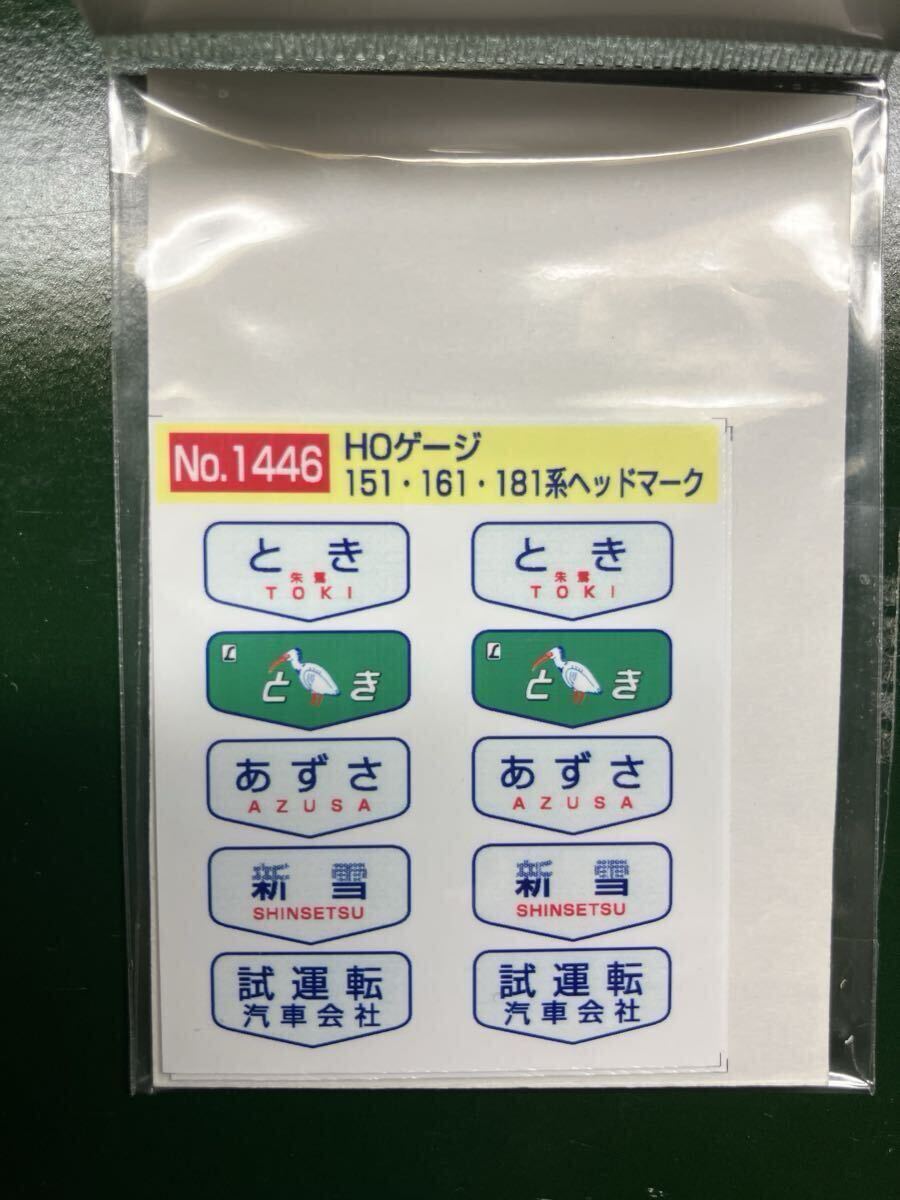 No.1446
HOゲージ
151・161・181系ヘッドマーク
とき
朱鷺
TOKI
とき
朱鷺
TOKI
L
とき
L
とき
あずさ
AZUSA
あずさ
AZUSA
新雪
SHINSETSU
新雪
SHINSETSU
試運転
汽車会社
試運転
汽車会社